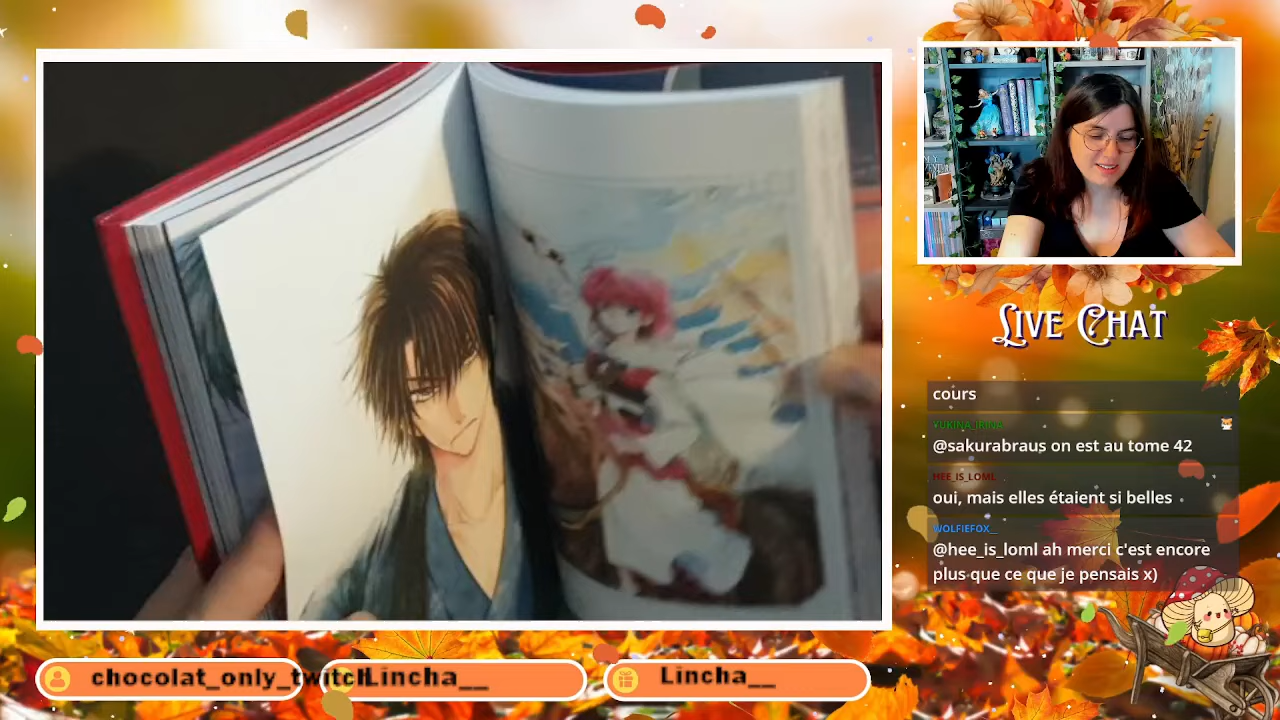 LIVE CHAT
cours
YUKINA_IRINA
@sakurabraus on est au tome 42
HEE_IS_LOML
oui, mais elles étaient si belles
WOLFIEFOX_
@hee_is_loml ah merci c'est encore
plus que ce que je pensais x)
chocolat_only_twitch
Lincha__
Lincha__